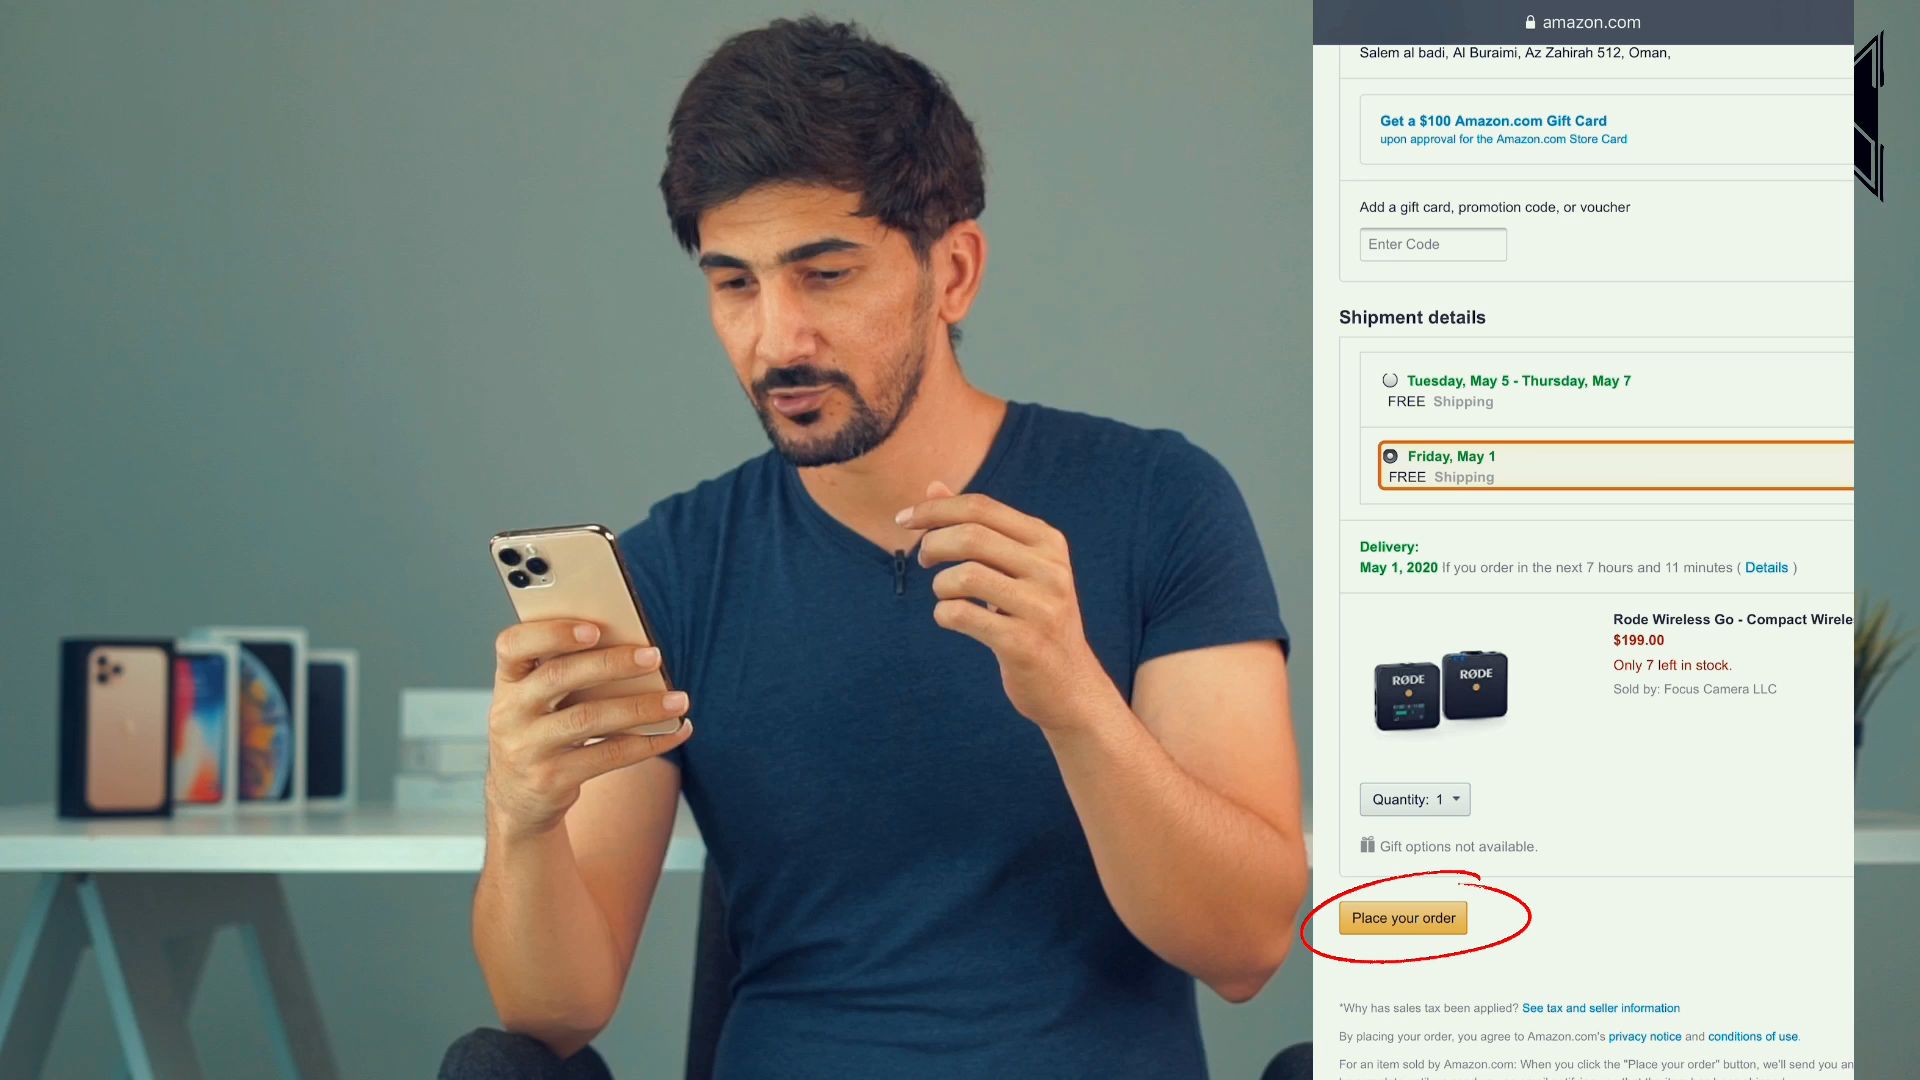 amazon.com
Salem al badi, Al Buraimi, Az Zahirah 512, Oman,
Get a $100 Amazon.com Gift Card
upon approval for the Amazon.com Store Card
Add a gift card, promotion code, or voucher
Enter Code
Shipment details
Tuesday, May 5 - Thursday, May 7
FREE Shipping
Friday, May 1
FREE Shipping
Delivery:
May 1, 2020 If you order in the next 7 hours and 11 minutes ( Details )
Rode Wireless Go - Compact Wirele
$199.00
Only 7 left in stock.
Sold by: Focus Camera LLC
RØDE
RØDE
Quantity: 1
Gift options not available.
Place your order
*Why has sales tax been applied? See tax and seller information
By placing your order, you agree to Amazon.com's privacy notice and conditions of use.
For an item sold by Amazon.com: When you click the "Place your order" button, we'll send you an